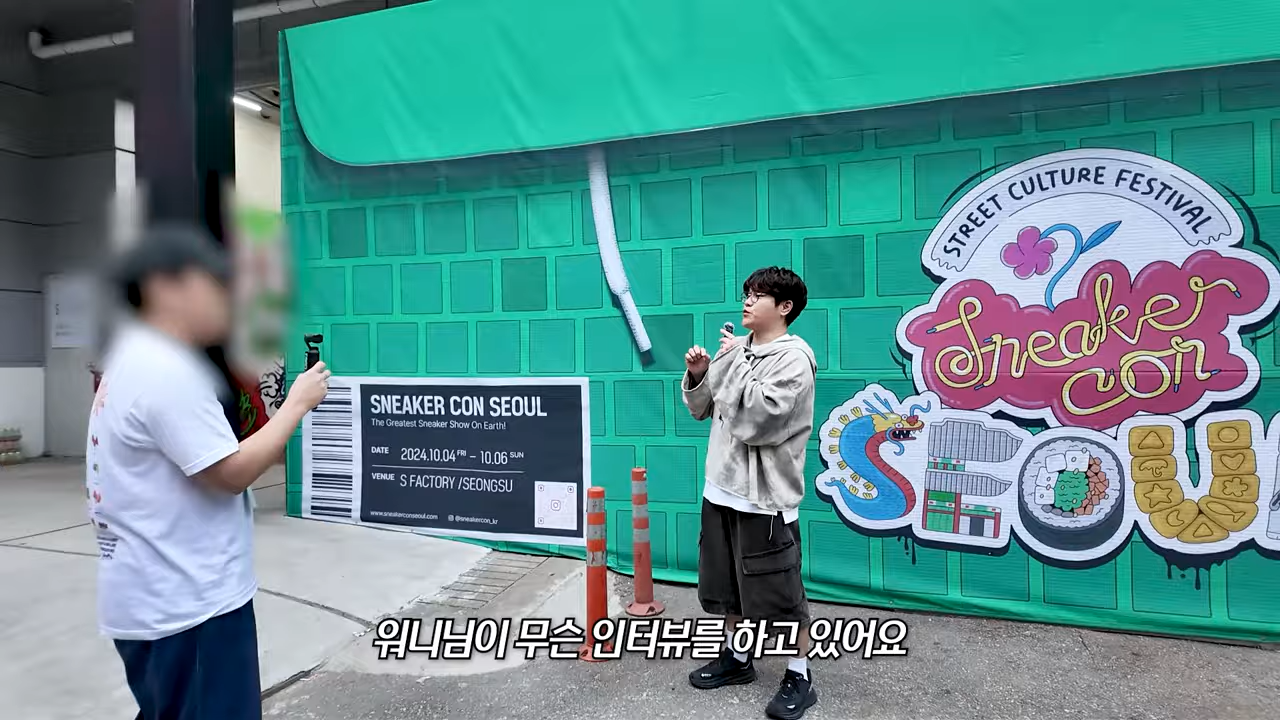 STREET CULTURE FESTIVAL
Sneaker
con
SEOU
SNEAKER CON SEOUL
The Greatest Sneaker Show On Earth!
DATE 2024.10.04 FRI – 10.06 SUN
VENUE S FACTORY /SEONGSU
www.sneakerconseoul.com @sneakercon_kr
워니님이 무슨 인터뷰를 하고 있어요